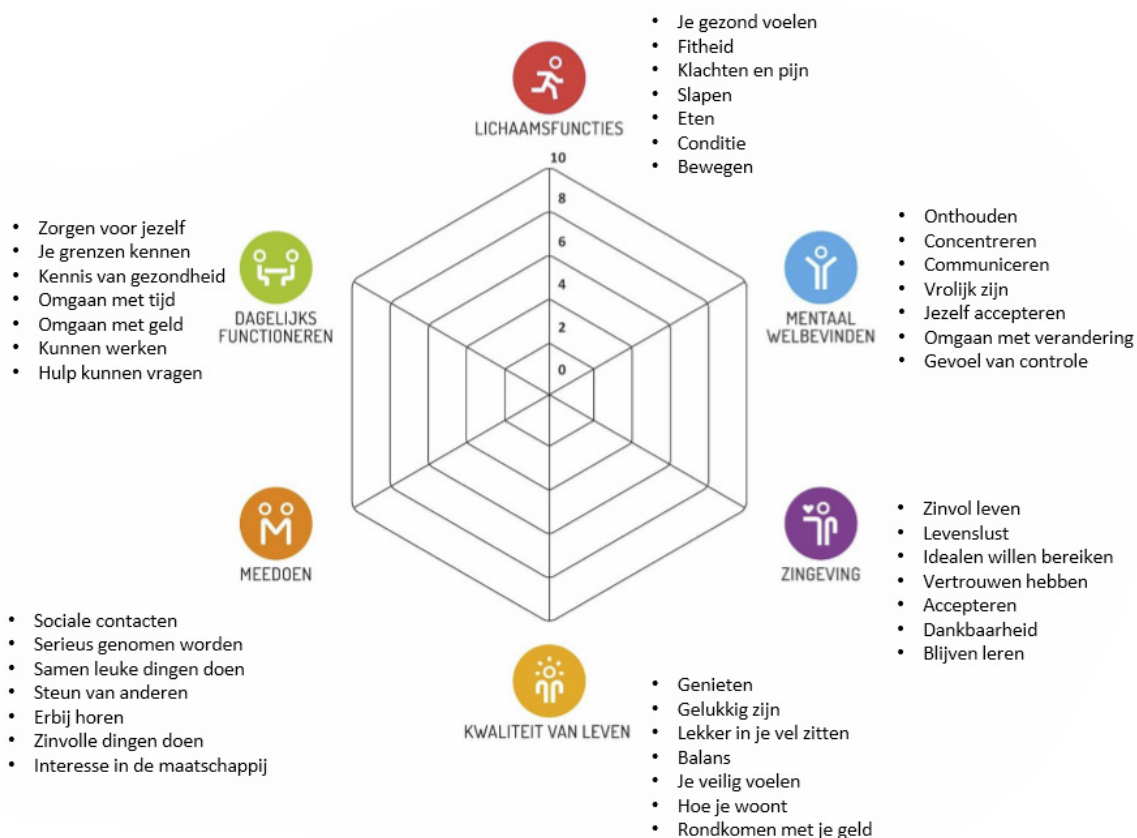 • Je gezond voelen
• Fitheid
• Klachten en pijn
• Slapen
• Eten
• Conditie
• Bewegen
LICHAAMSFUNCTIES
10
8
6
4
2
0
• Onthouden
• Concentreren
• Communiceren
• Vrolijk zijn
• Jezelf accepteren
• Omgaan met verandering
• Gevoel van controle
MENTAAL
WELBEVINDEN
• Zinvol leven
• Levenslust
• Idealen willen bereiken
• Vertrouwen hebben
• Accepteren
• Dankbaarheid
• Blijven leren
ZINGEVING
• Genieten
• Gelukkig zijn
• Lekker in je vel zitten
• Balans
• Je veilig voelen
• Hoe je woont
• Rondkomen met je geld
KWALITEIT VAN LEVEN
MEEDOEN
• Sociale contacten
• Serieus genomen worden
• Samen leuke dingen doen
• Steun van anderen
• Erbij horen
• Zinvolle dingen doen
• Interesse in de maatschappij
• Zorgen voor jezelf
• Je grenzen kennen
• Kennis van gezondheid
• Omgaan met tijd
• Omgaan met geld
• Kunnen werken
• Hulp kunnen vragen
DAGELIJKS
FUNCTIONEREN